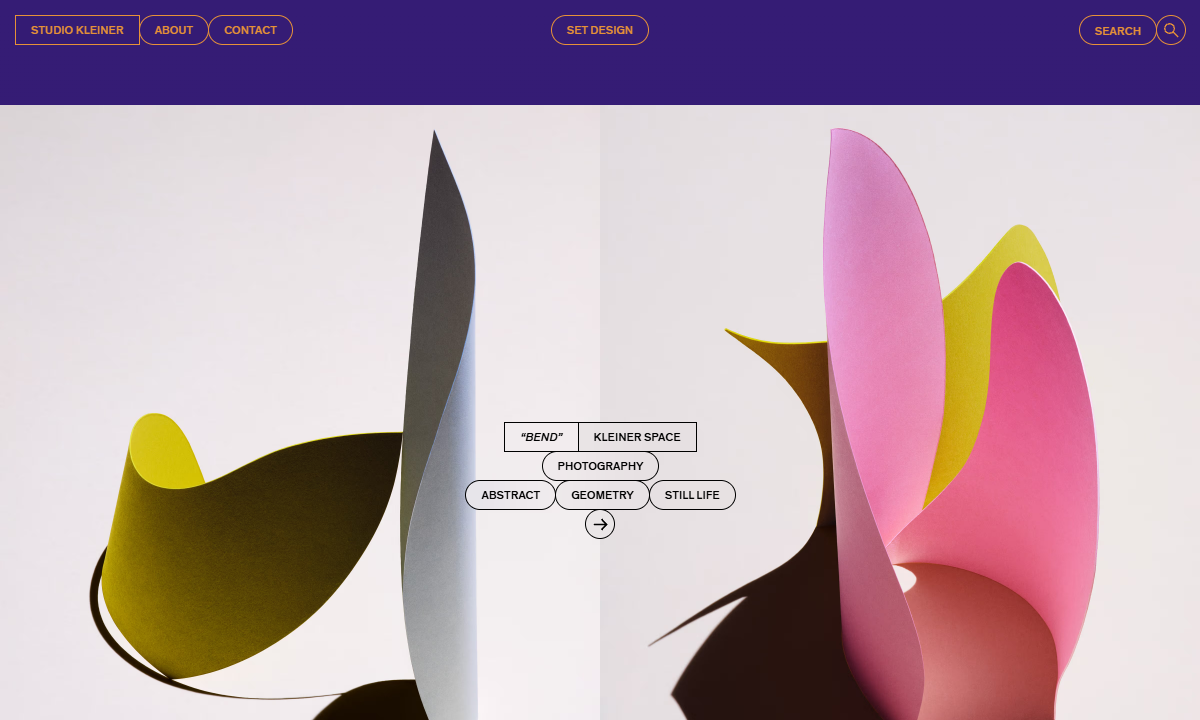 STUDIO KLEINER ABOUT CONTACT SET DESIGN SEARCH
“BEND” KLEINER SPACE
PHOTOGRAPHY
ABSTRACT GEOMETRY STILL LIFE